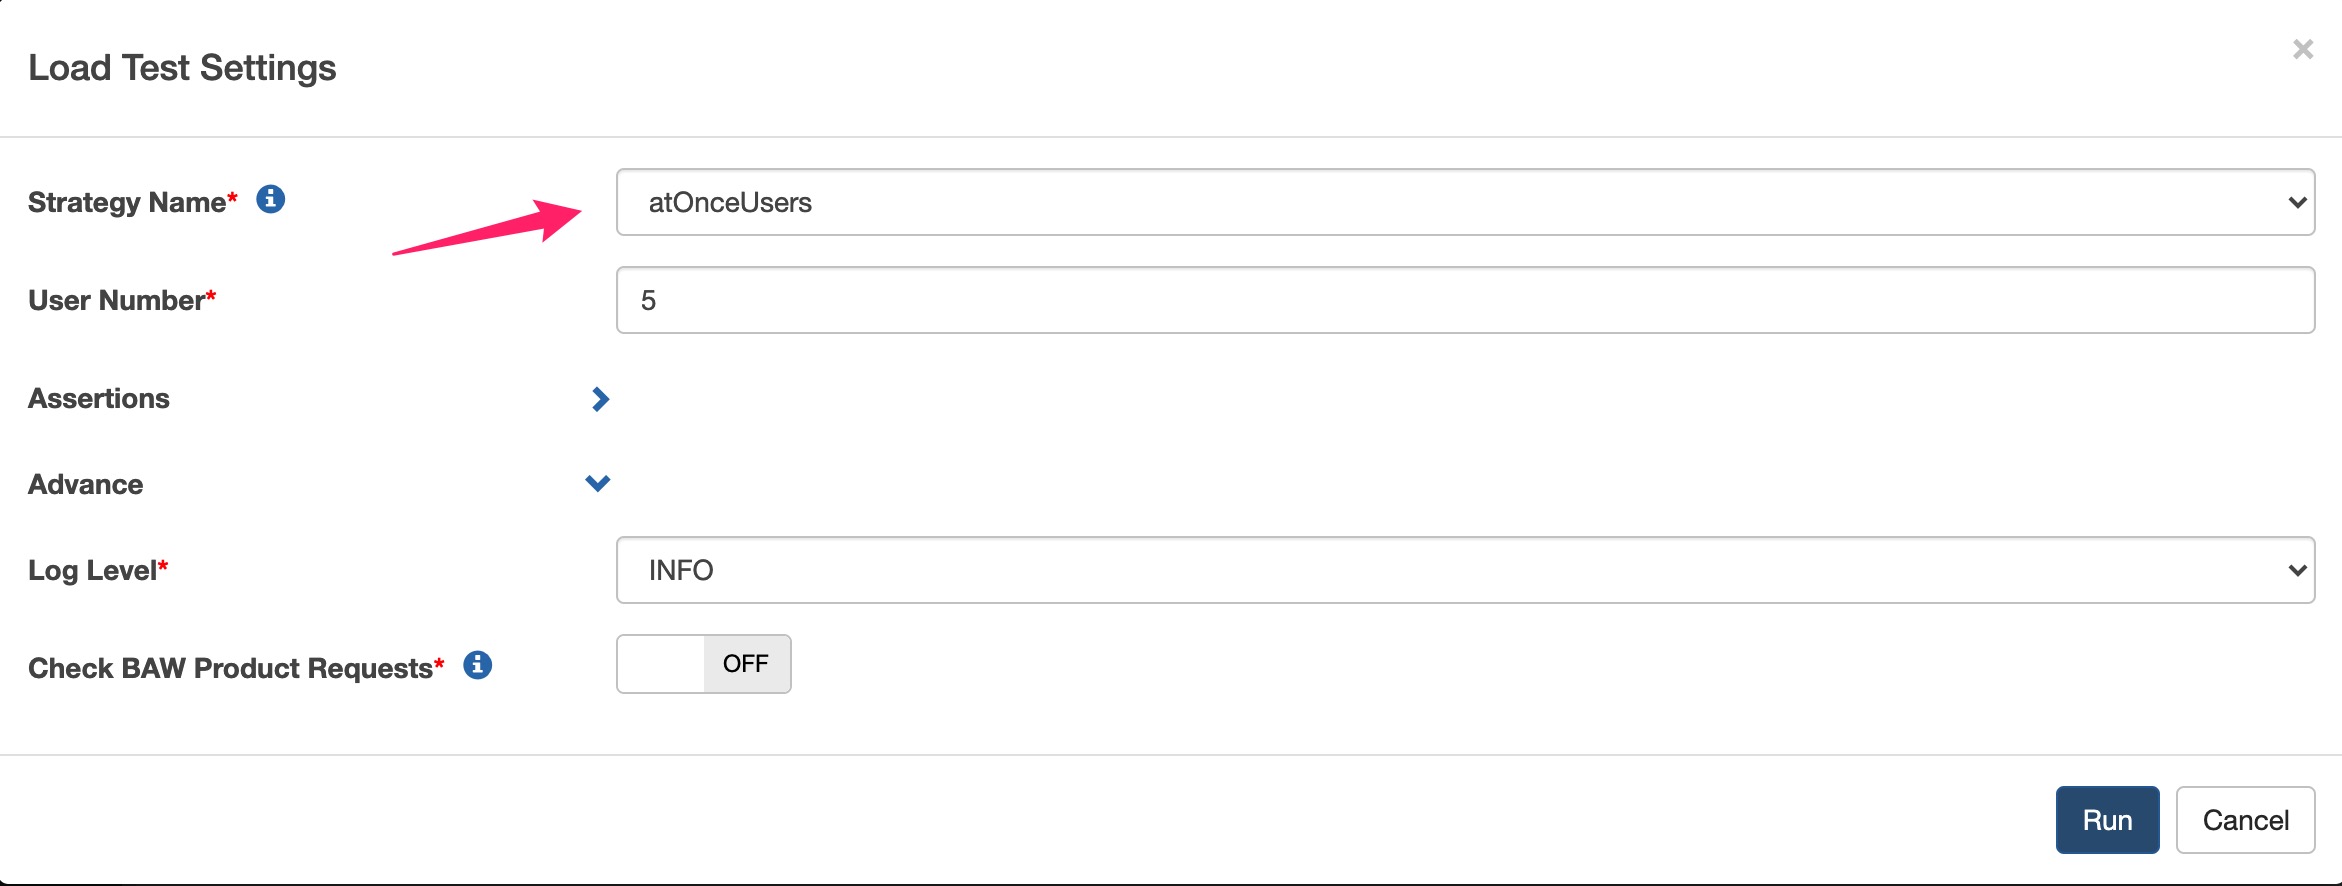 Load Test Settings
×
Strategy Name*
atOnceUsers
User Number*
5
Assertions
Advance
Log Level*
INFO
Check BAW Product Requests*
OFF
Run
Cancel